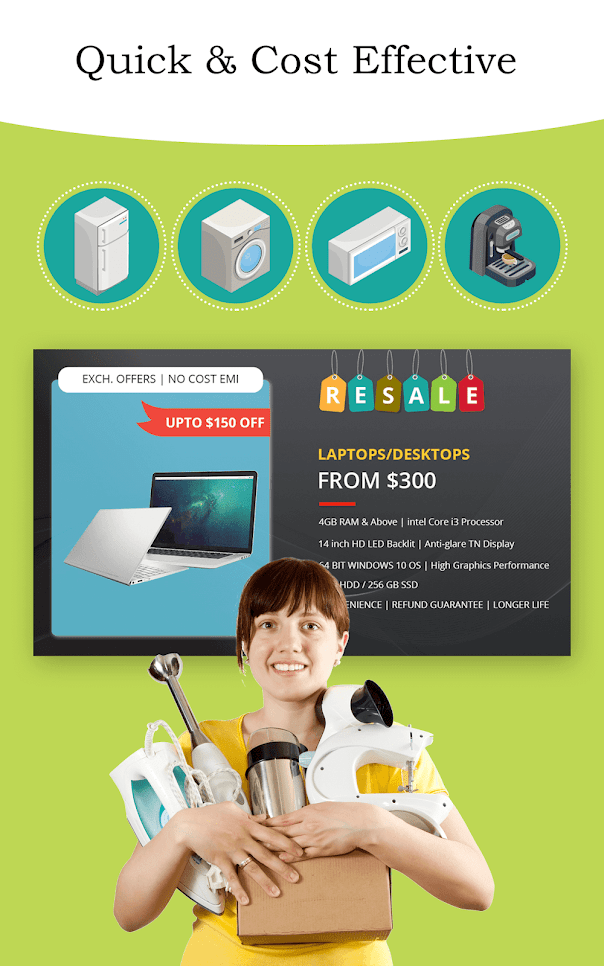 Quick & Cost Effective
EXCH. OFFERS | NO COST EMI
UPTO $150 OFF
RESALE
LAPTOPS/DESKTOPS
FROM $300
4GB RAM & Above | intel Core i3 Processor
14 inch HD LED Backlit | Anti-glare TN Display
64 BIT WINDOWS 10 OS | High Graphics Performance
HDD / 256 GB SSD
| REFUND GUARANTEE | LONGER LIFE